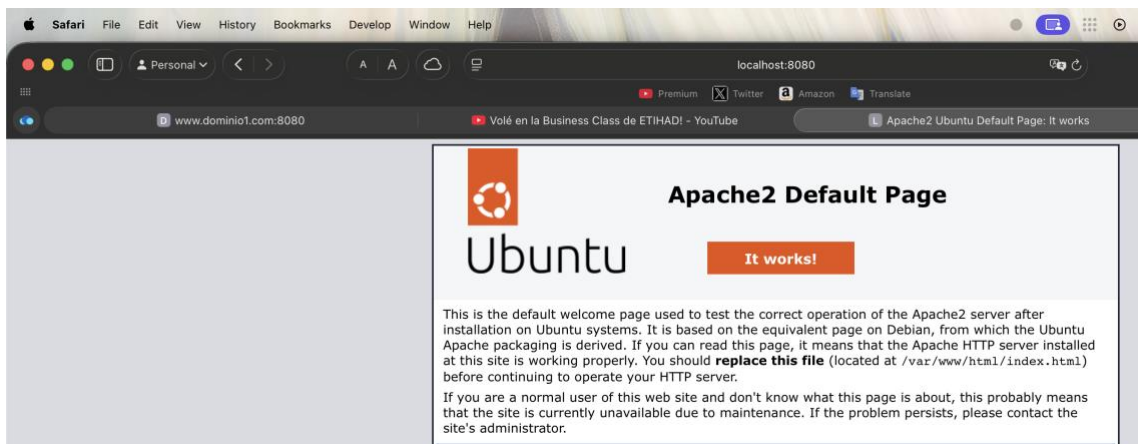 Safari File Edit View History Bookmarks Develop Window Help
Personal A A localhost:8080
Premium Twitter Amazon Translate
D www.dominio1.com:8080 Volé en la Business Class de ETIHAD! - YouTube L Apache2 Ubuntu Default Page: It works
Apache2 Default Page
Ubuntu
It works!
This is the default welcome page used to test the correct operation of the Apache2 server after
installation on Ubuntu systems. It is based on the equivalent page on Debian, from which the Ubuntu
Apache packaging is derived. If you can read this page, it means that the Apache HTTP server installed
at this site is working properly. You should replace this file (located at /var/www/html/index.html)
before continuing to operate your HTTP server.
If you are a normal user of this web site and don't know what this page is about, this probably means
that the site is currently unavailable due to maintenance. If the problem persists, please contact the
site's administrator.